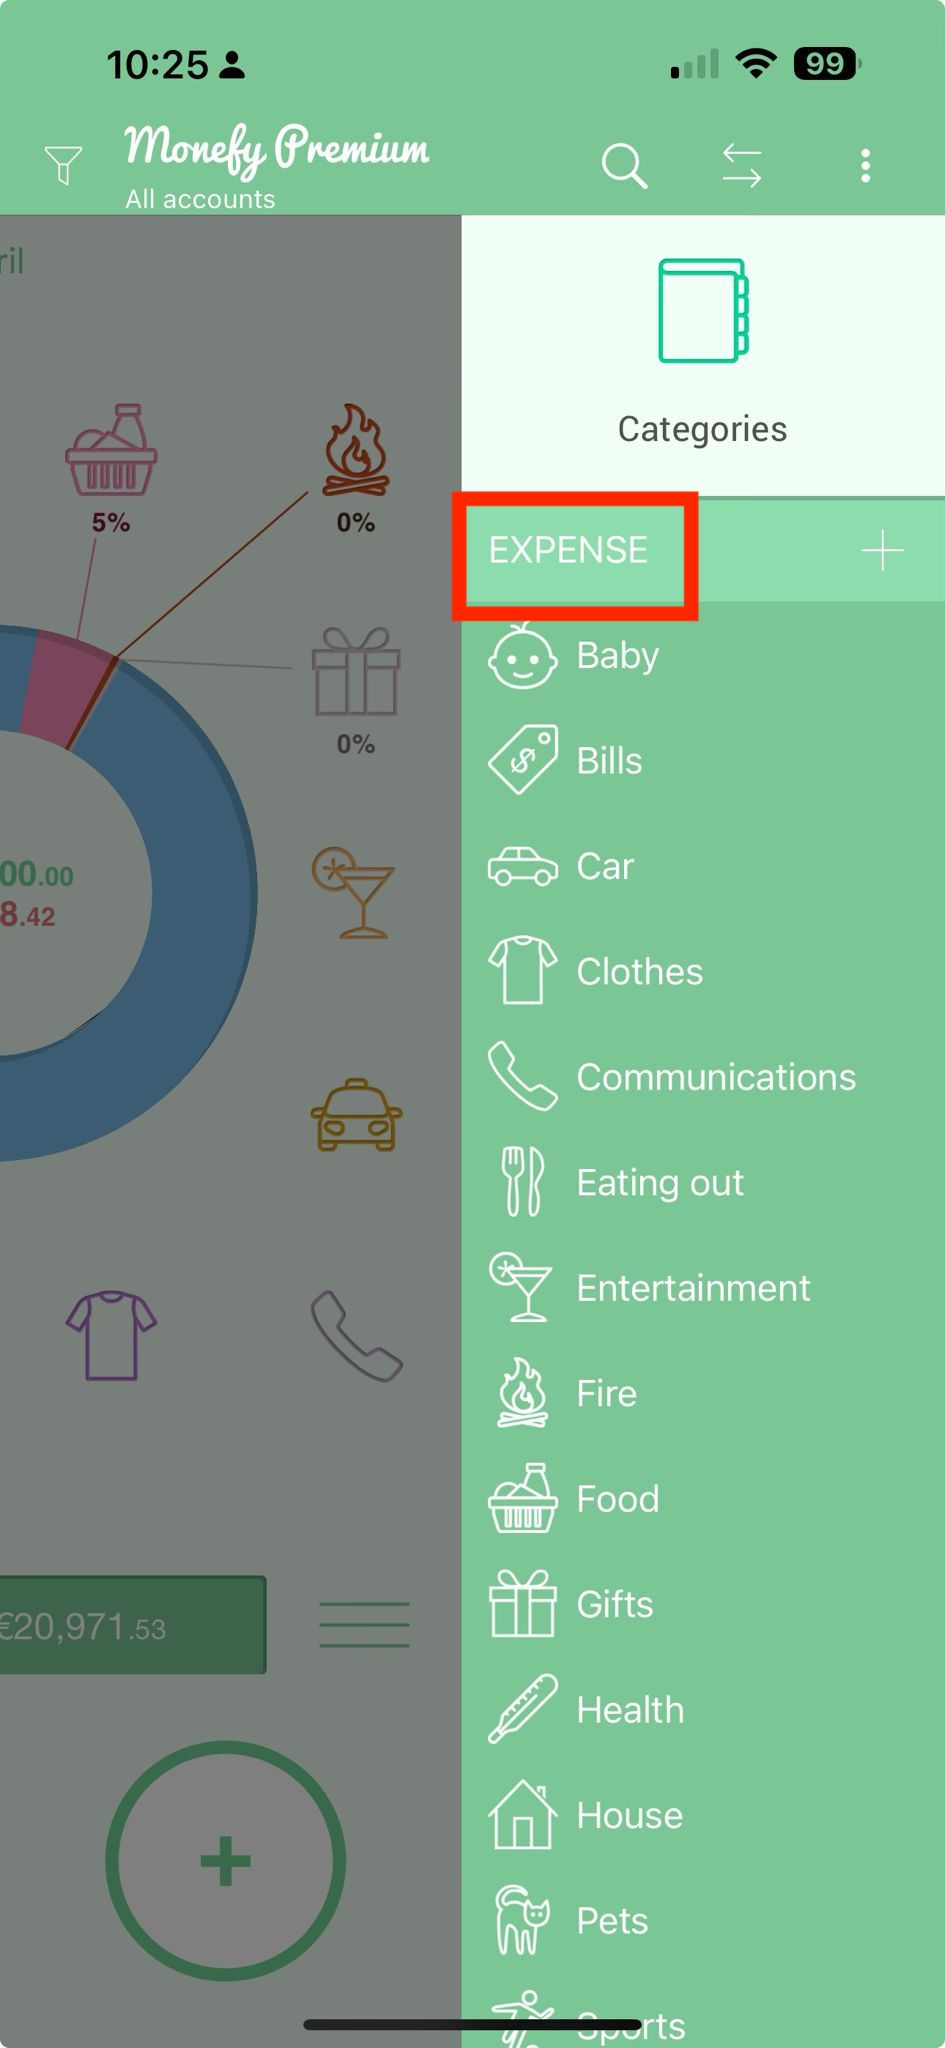 10:25
99
Monefy Premium
All accounts
ril
5%
0%
0%
00.00
8.42
€20,971.53
+
Categories
EXPENSE
Baby
Bills
Car
Clothes
Communications
Eating out
Entertainment
Fire
Food
Gifts
Health
House
Pets
Sports